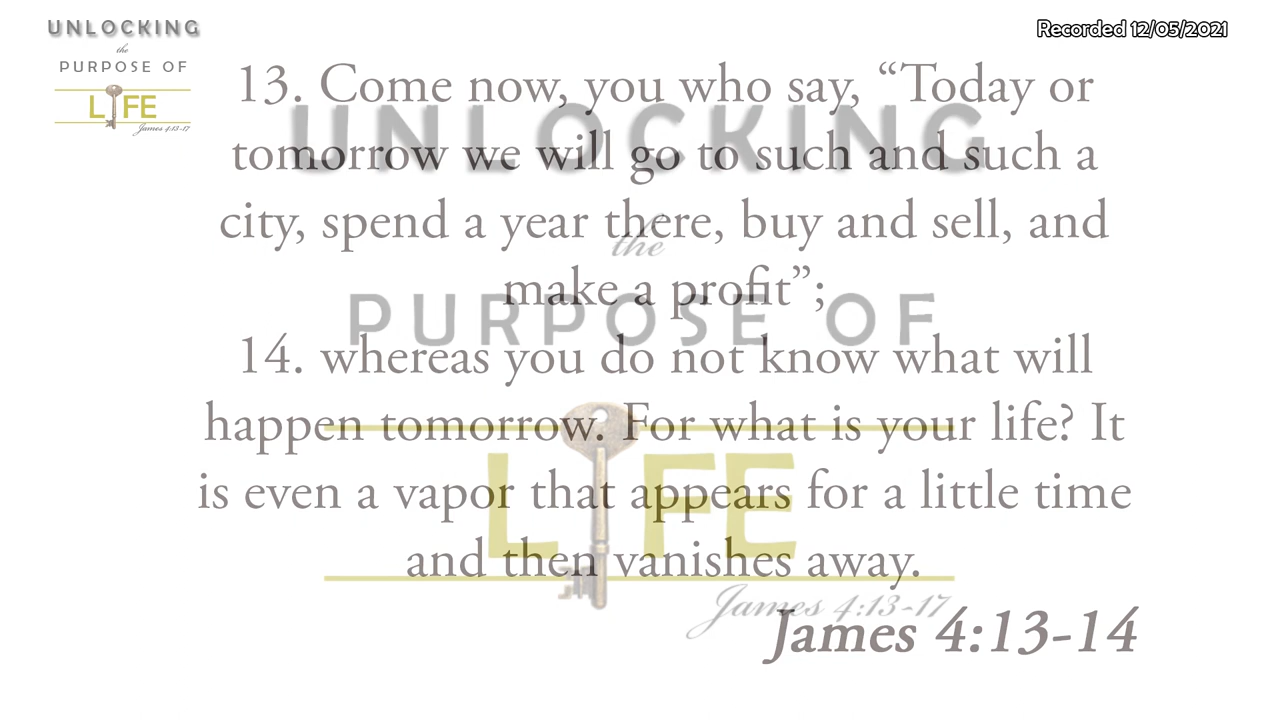 UNLOCKING
the
PURPOSE OF
LIFE
James 4:13-17
Recorded 12/05/2021
13. Come now, you who say, “Today or
tomorrow we will go to such and such a
city, spend a year there, buy and sell, and
make a profit”;
14. whereas you do not know what will
happen tomorrow. For what is your life? It
is even a vapor that appears for a little time
and then vanishes away.
James 4:13-14
UNLOCKING
the
PURPOSE OF
LIFE
James 4:13-17